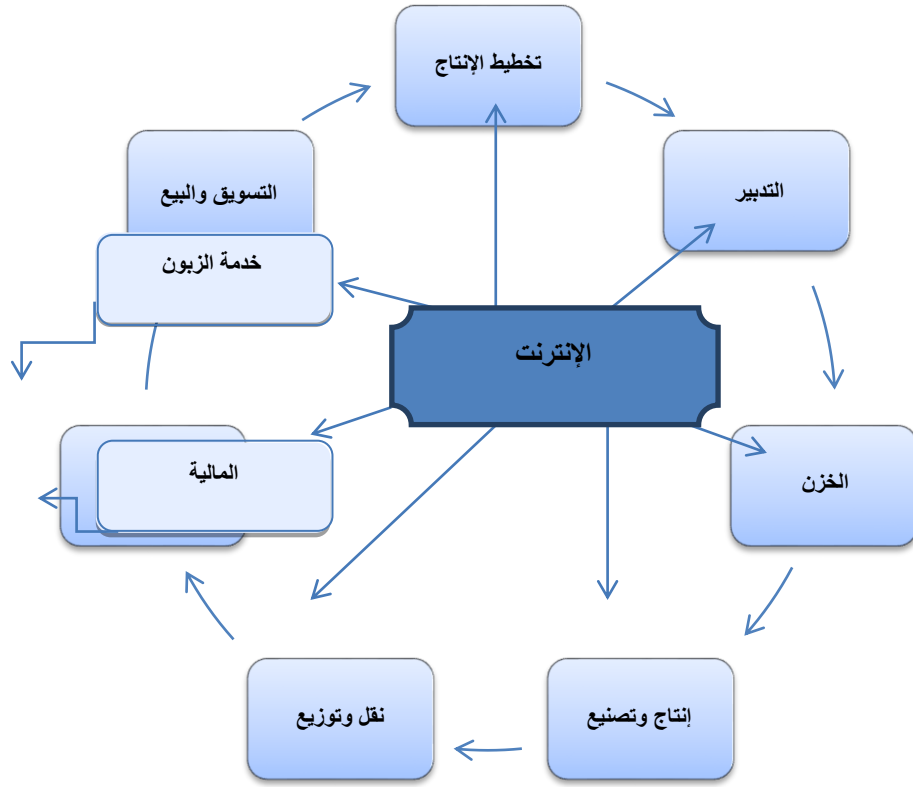 تخطيط الإنتاج
التدبير
التسويق والبيع
خدمة الزبون
الإنترنت
المالية
الخزن
إنتاج وتصنيع
نقل وتوزيع